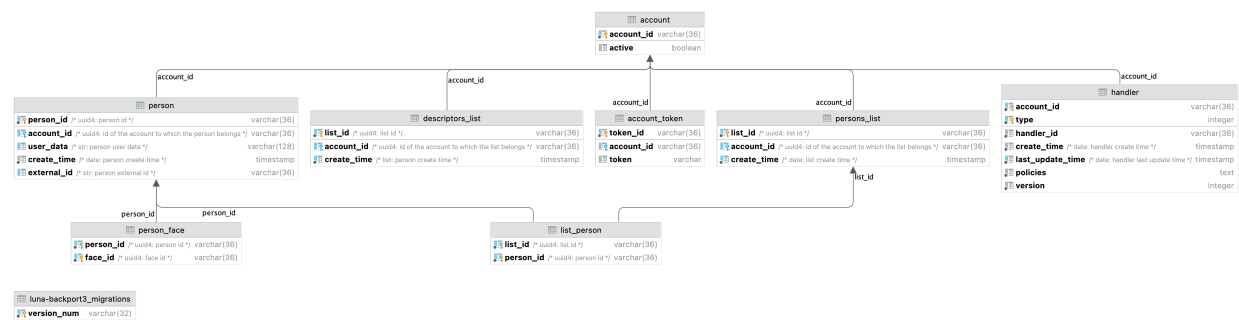 account
account_id varchar(36)
active boolean
account_id
account_id
account_id
account_id
account_id
person
person_id /* uuid4: person id */ varchar(36)
account_id /* uuid4: id of the account to which the person belongs */ varchar(36)
user_data /* str: person user data */ varchar(128)
create_time /* date: person create time */ timestamp
external_id /* str: person external id */ varchar(36)
descriptors_list
list_id /* uuid4: list id */ varchar(36)
account_id /* uuid4: id of the account to which the list belongs */ varchar(36)
create_time /* list: person create time */ timestamp
account_token
token_id varchar(36)
account_id varchar(36)
token varchar
persons_list
list_id /* uuid4: list id */ varchar(36)
account_id /* uuid4: id of the account to which the list belongs */ varchar(36)
create_time /* date: list create time */ timestamp
handler
account_id varchar(36)
type integer
handler_id varchar(36)
create_time /* date: handler create time */ timestamp
last_update_time /* date: handler last update time */ timestamp
policies text
version integer
person_id
person_id
list_id
person_face
person_id /* uuid4: person id */ varchar(36)
face_id /* uuid4: face id */ varchar(36)
list_person
list_id /* uuid4: list id */ varchar(36)
person_id /* uuid4: person id */ varchar(36)
luna-backport3_migrations
version_num varchar(32)